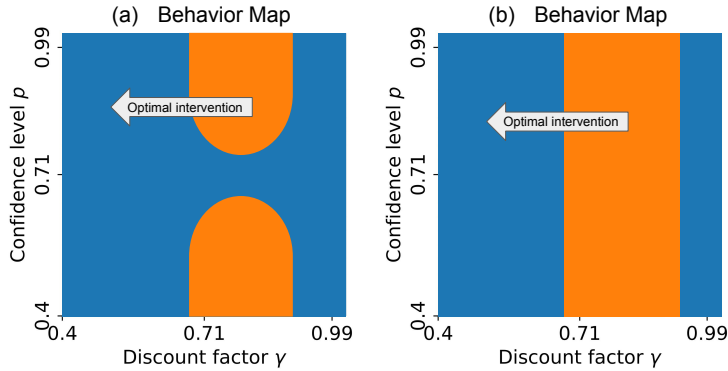 (a) Behavior Map
Confidence level p
0.99
0.71
0.4
Optimal intervention
0.4 0.71 0.99
Discount factor γ
(b) Behavior Map
Confidence level p
0.99
0.71
0.4
Optimal intervention
0.4 0.71 0.99
Discount factor γ